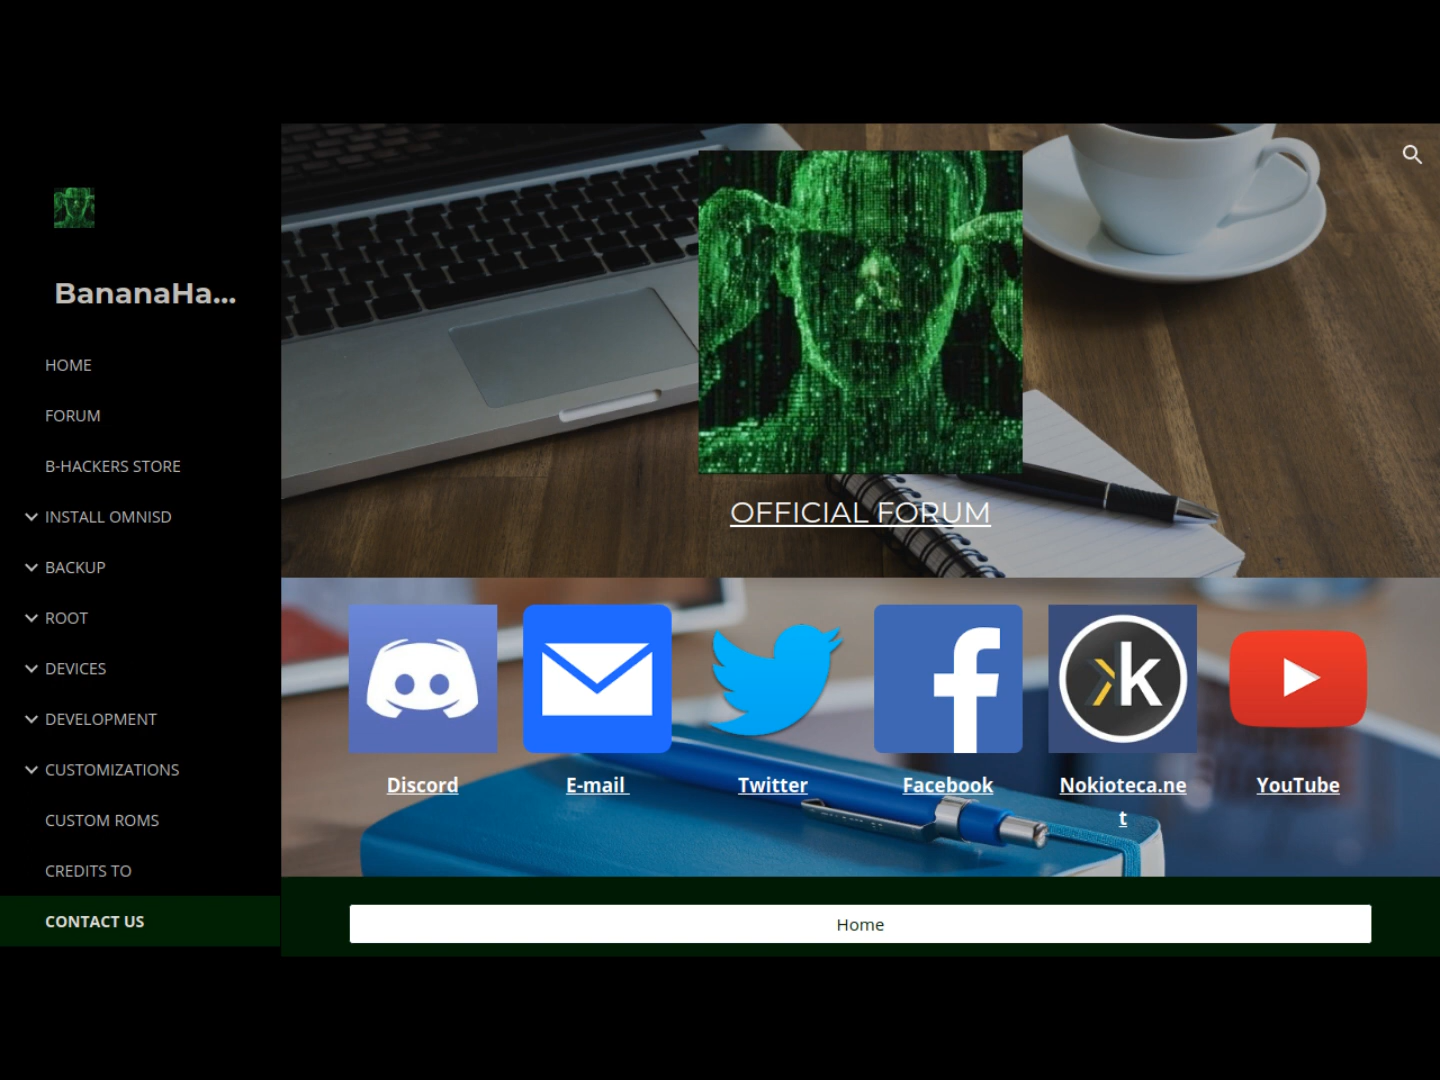 BananaHa...
HOME
FORUM
B-HACKERS STORE
INSTALL OMNISD
BACKUP
ROOT
DEVICES
DEVELOPMENT
CUSTOMIZATIONS
CUSTOM ROMS
CREDITS TO
CONTACT US
OFFICIAL FORUM
k
Discord
E-mail
Twitter
Facebook
Nokioteca.ne
t
YouTube
Home